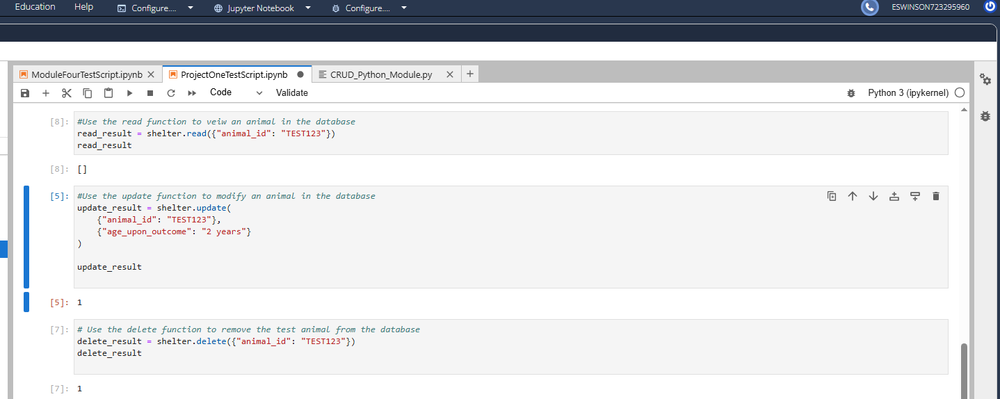 Education Help Configure.... Jupyter Notebook Configure.... ESWINSON723295960
ModuleFourTestScript.ipynb ProjectOneTestScript.ipynb CRUD_Python_Module.py
Code Validate Python 3 (ipykernel)
[8]: #Use the read function to veiw an animal in the database
read_result = shelter.read({"animal_id": "TEST123"})
read_result
[8]: []
[5]: #Use the update function to modify an animal in the database
update_result = shelter.update(
{"animal_id": "TEST123"},
{"age_upon_outcome": "2 years"}
)
update_result
[5]: 1
[7]: # Use the delete function to remove the test animal from the database
delete_result = shelter.delete({"animal_id": "TEST123"})
delete_result
[7]: 1